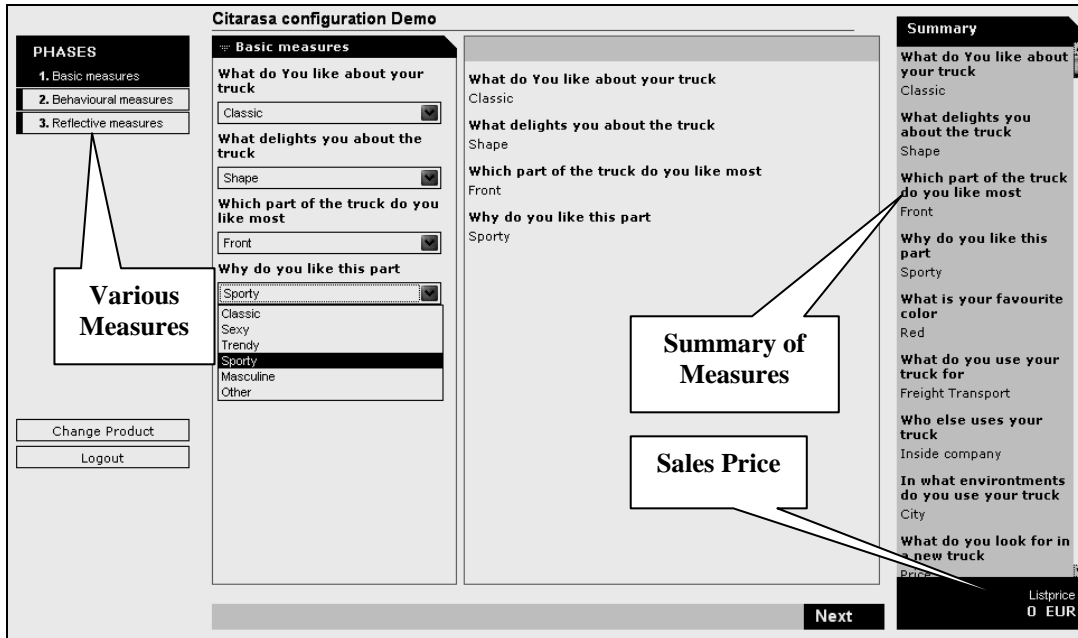 Citarasa configuration Demo
PHASES
1. Basic measures
2. Behavioural measures
3. Reflective measures
Various
Measures
Change Product
Logout
Basic measures
What do You like about your
truck
Classic
What delights you about the
truck
Shape
Which part of the truck do you
like most
Front
Why do you like this part
Sporty
Classic
Sexy
Trendy
Sporty
Masculine
Other
What do You like about your truck
Classic
What delights you about the truck
Shape
Which part of the truck do you like most
Front
Why do you like this part
Sporty
Summary of
Measures
Sales Price
Next
Summary
What do You like about
your truck
Classic
What delights you
about the truck
Shape
Which part of the truck
do you like most
Front
Why do you like this
part
Sporty
What is your favourite
color
Red
What do you use your
truck for
Freight Transport
Who else uses your
truck
Inside company
In what environtments
do you use your truck
City
What do you look for in
a new truck
Price
Listprice
0 EUR